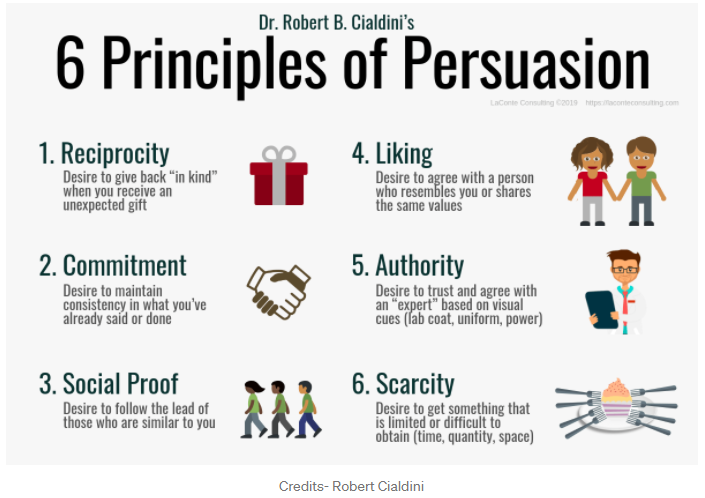 Dr. Robert B. Cialdini's
6 Principles of Persuasion
LaConte Consulting ©2019 https://laconteconsulting.com
1. Reciprocity
Desire to give back “in kind”
when you receive an
unexpected gift
2. Commitment
Desire to maintain
consistency in what you’ve
already said or done
3. Social Proof
Desire to follow the lead of
those who are similar to you
4. Liking
Desire to agree with a person
who resembles you or shares
the same values
5. Authority
Desire to trust and agree with
an “expert” based on visual
cues (lab coat, uniform, power)
6. Scarcity
Desire to get something that
is limited or difficult to
obtain (time, quantity, space)
Credits- Robert Cialdini